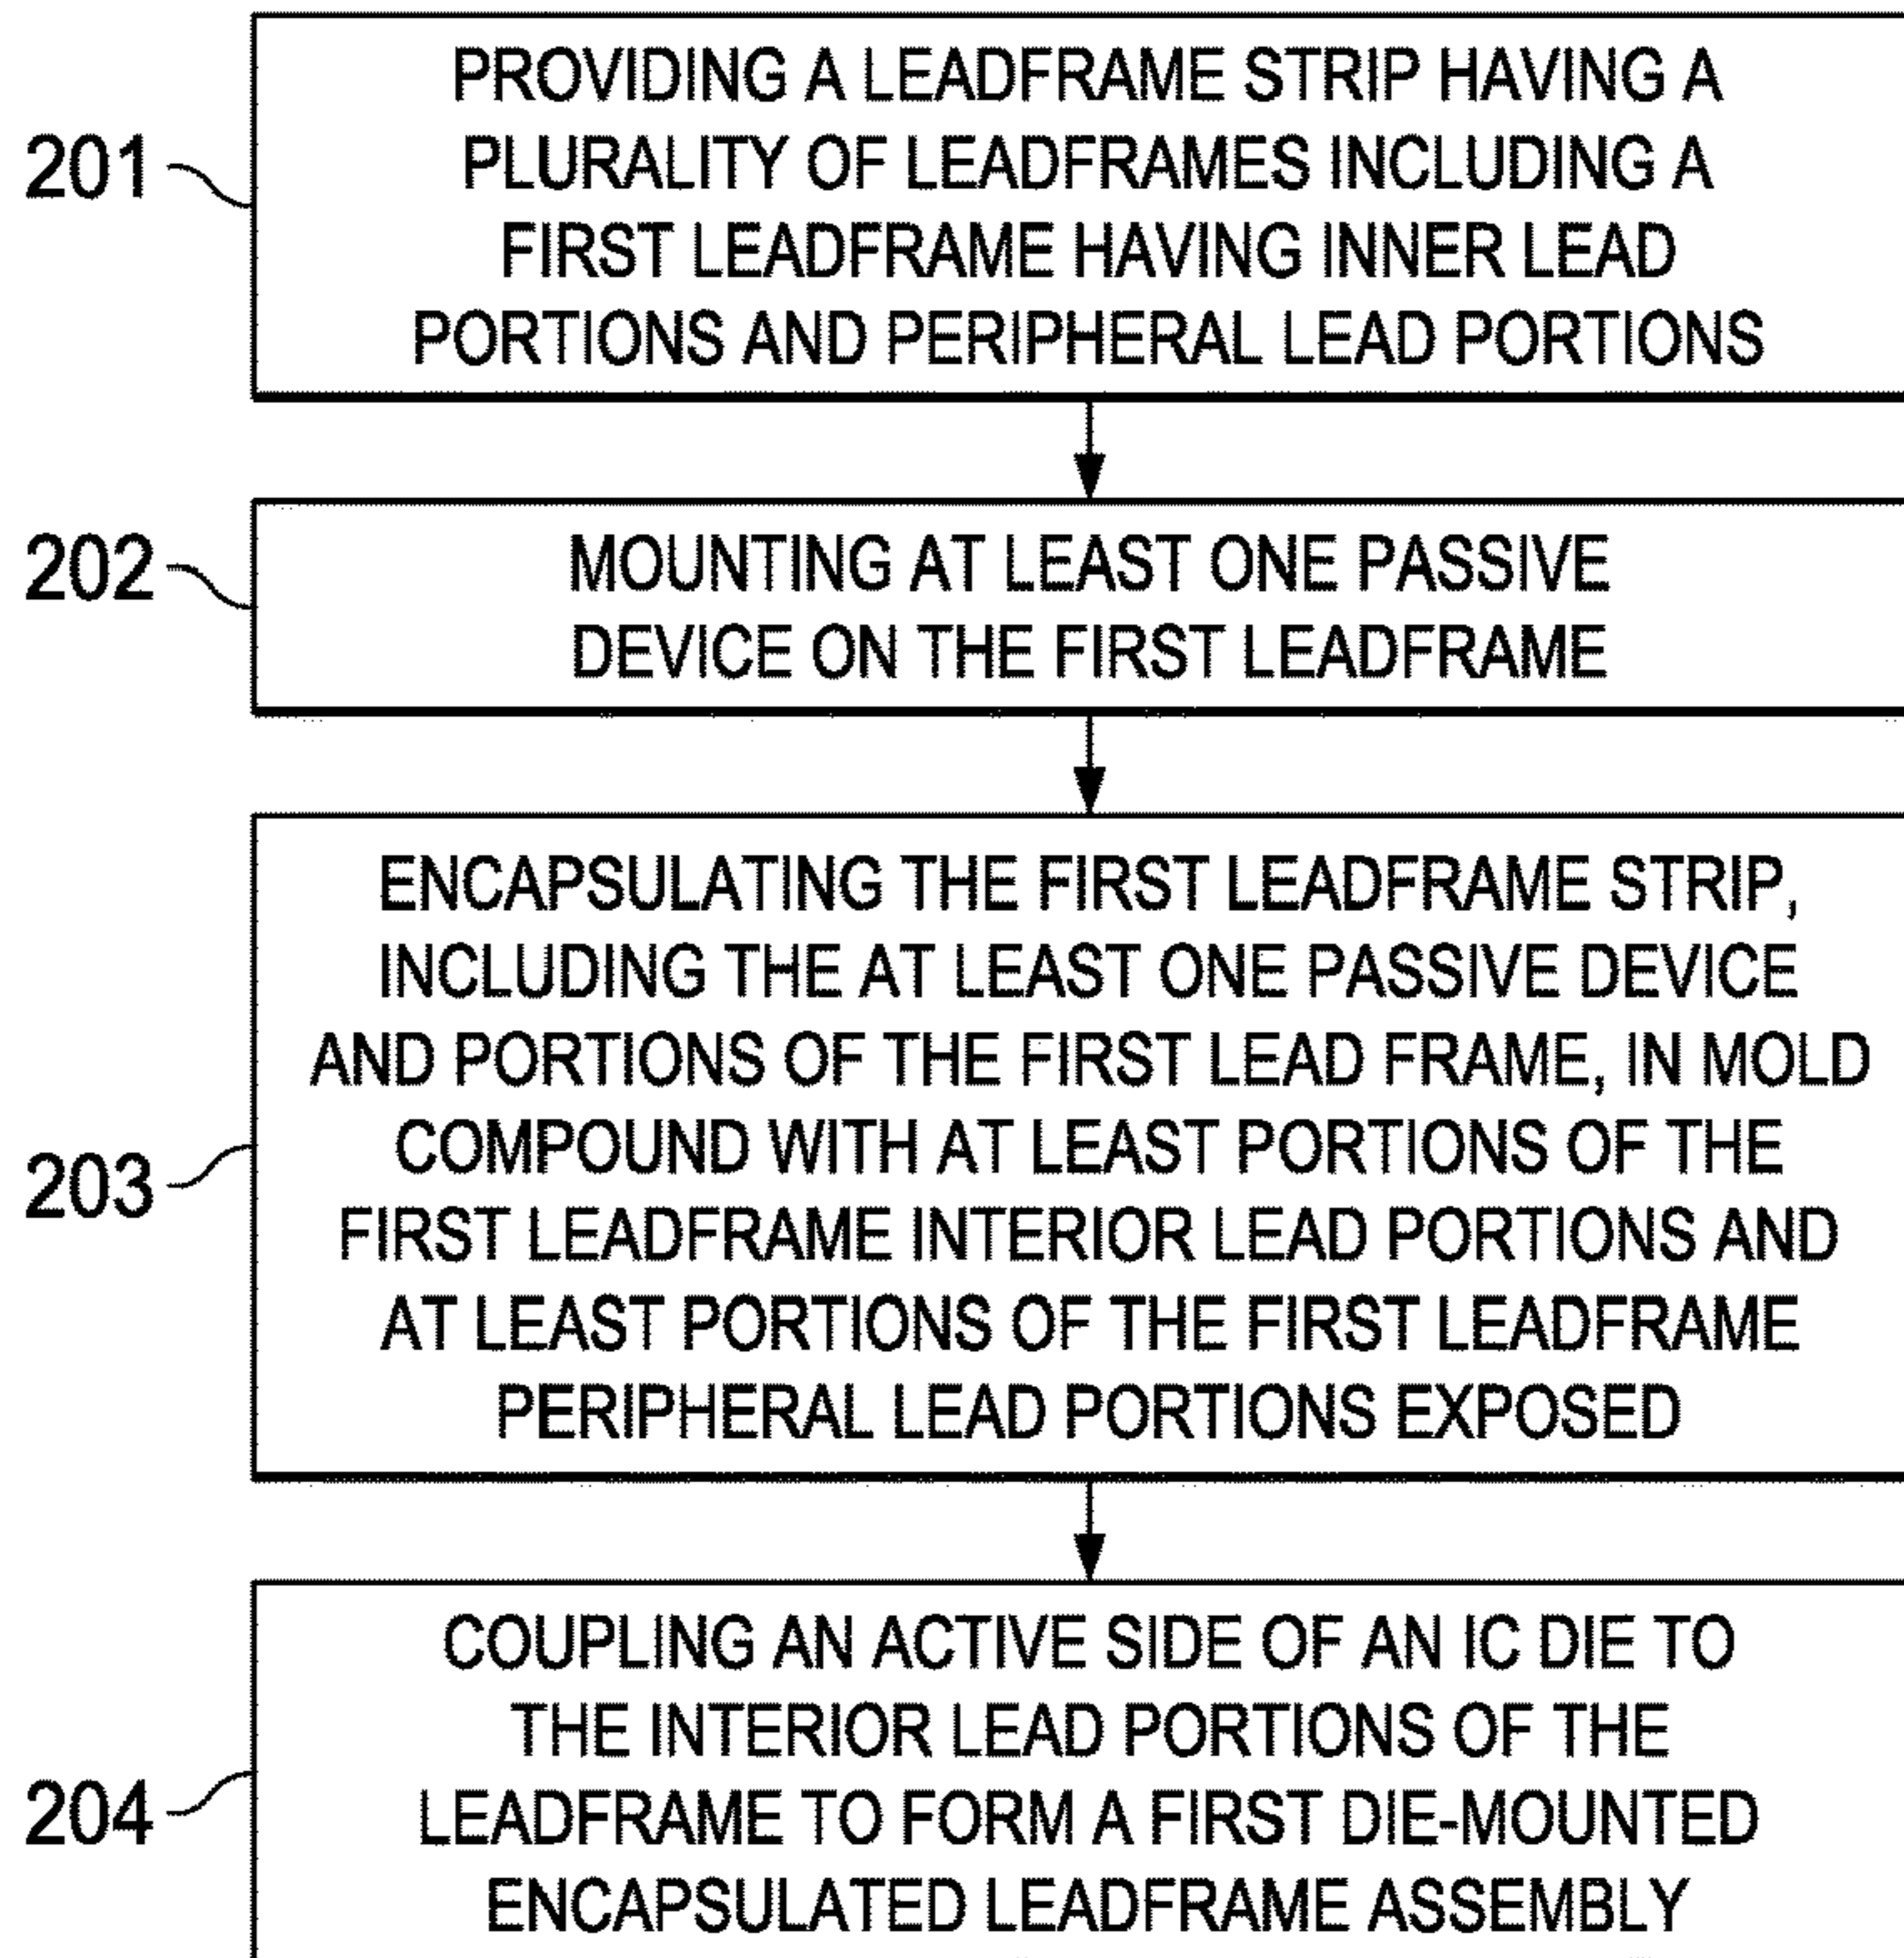 201
PROVIDING A LEADFRAME STRIP HAVING A
PLURALITY OF LEADFRAMES INCLUDING A
FIRST LEADFRAME HAVING INNER LEAD
PORTIONS AND PERIPHERAL LEAD PORTIONS
202
MOUNTING AT LEAST ONE PASSIVE
DEVICE ON THE FIRST LEADFRAME
203
ENCAPSULATING THE FIRST LEADFRAME STRIP,
INCLUDING THE AT LEAST ONE PASSIVE DEVICE
AND PORTIONS OF THE FIRST LEAD FRAME, IN MOLD
COMPOUND WITH AT LEAST PORTIONS OF THE
FIRST LEADFRAME INTERIOR LEAD PORTIONS AND
AT LEAST PORTIONS OF THE FIRST LEADFRAME
PERIPHERAL LEAD PORTIONS EXPOSED
204
COUPLING AN ACTIVE SIDE OF AN IC DIE TO
THE INTERIOR LEAD PORTIONS OF THE
LEADFRAME TO FORM A FIRST DIE-MOUNTED
ENCAPSULATED LEADFRAME ASSEMBLY